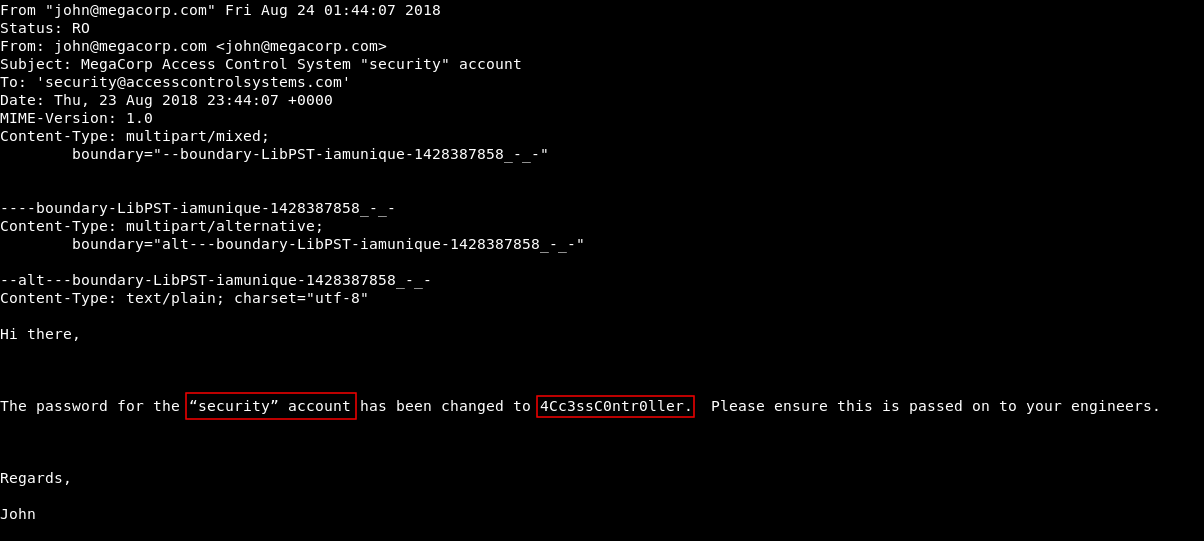 From "john@megacorp.com" Fri Aug 24 01:44:07 2018
Status: RO
From: john@megacorp.com <john@megacorp.com>
Subject: MegaCorp Access Control System "security" account
To: 'security@accesscontrolsystems.com'
Date: Thu, 23 Aug 2018 23:44:07 +0000
MIME-Version: 1.0
Content-Type: multipart/mixed;
        boundary="--boundary-LibPST-iamunique-1428387858_-_-"
----boundary-LibPST-iamunique-1428387858_-_-
Content-Type: multipart/alternative;
        boundary="alt---boundary-LibPST-iamunique-1428387858_-_-"
--alt---boundary-LibPST-iamunique-1428387858_-_-
Content-Type: text/plain; charset="utf-8"
Hi there,
The password for the “security” account has been changed to 4Cc3ssC0ntr0ller.  Please ensure this is passed on to your engineers.
Regards,
John